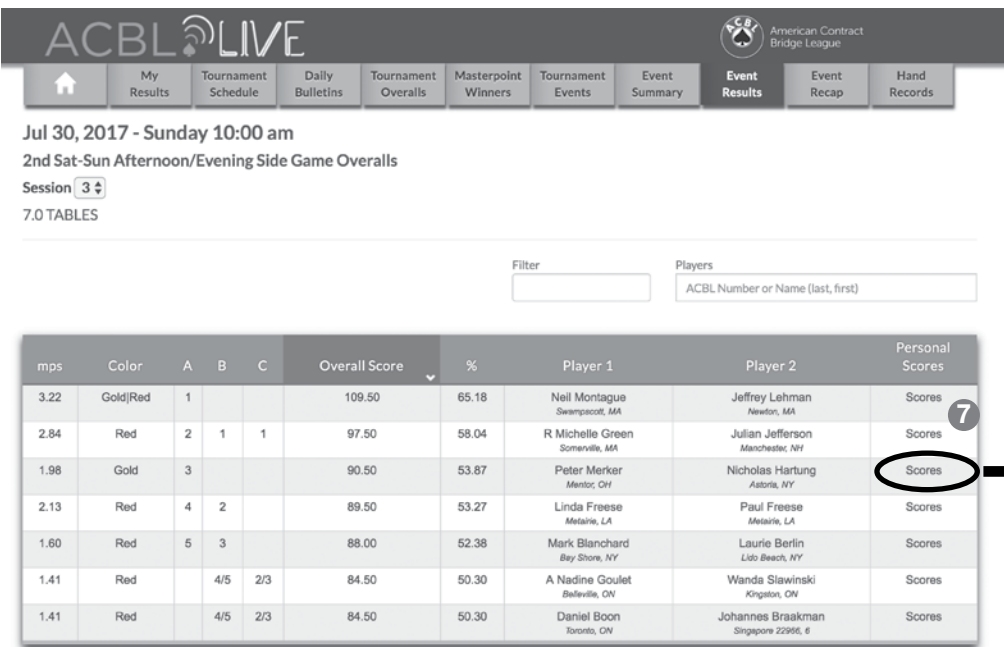 ACBL LIVE
ACBL
American Contract
Bridge League
My
Results
Tournament
Schedule
Daily
Bulletins
Tournament
Overalls
Masterpoint
Winners
Tournament
Events
Event
Summary
Event
Results
Event
Recap
Hand
Records
Jul 30, 2017 - Sunday 10:00 am
2nd Sat-Sun Afternoon/Evening Side Game Overalls
Session 3
7.0 TABLES
Filter Players
ACBL Number or Name (last, first)
mps Color A B C Overall Score % Player 1 Player 2 Personal Scores
3.22 Gold|Red 1 109.50 65.18 Neil Montague Jeffrey Lehman Scores
Swampscott, MA Newton, MA
7
2.84 Red 2 1 1 97.50 58.04 R Michelle Green Julian Jefferson Scores
Somerville, MA Manchester, NH
1.98 Gold 3 90.50 53.87 Peter Merker Nicholas Hartung Scores
Mentor, OH Astoria, NY
2.13 Red 4 2 89.50 53.27 Linda Freese Paul Freese Scores
Metairie, LA Metairie, LA
1.60 Red 5 3 88.00 52.38 Mark Blanchard Laurie Berlin Scores
Bay Shore, NY Lido Beach, NY
1.41 Red 4/5 2/3 84.50 50.30 A Nadine Goulet Wanda Slawinski Scores
Belleville, ON Kingston, ON
1.41 Red 4/5 2/3 84.50 50.30 Daniel Boon Johannes Braakman Scores
Toronto, ON Singapore 22966, 6